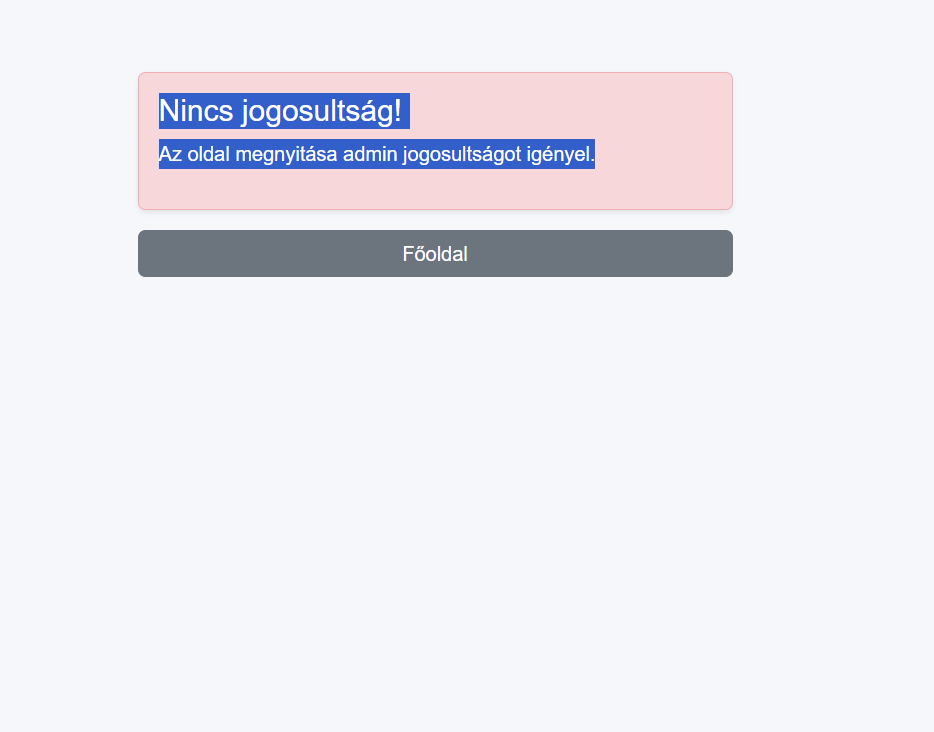 Nincs jogosultság!
Az oldal megnyitása admin jogosultságot igényel.
Főoldal